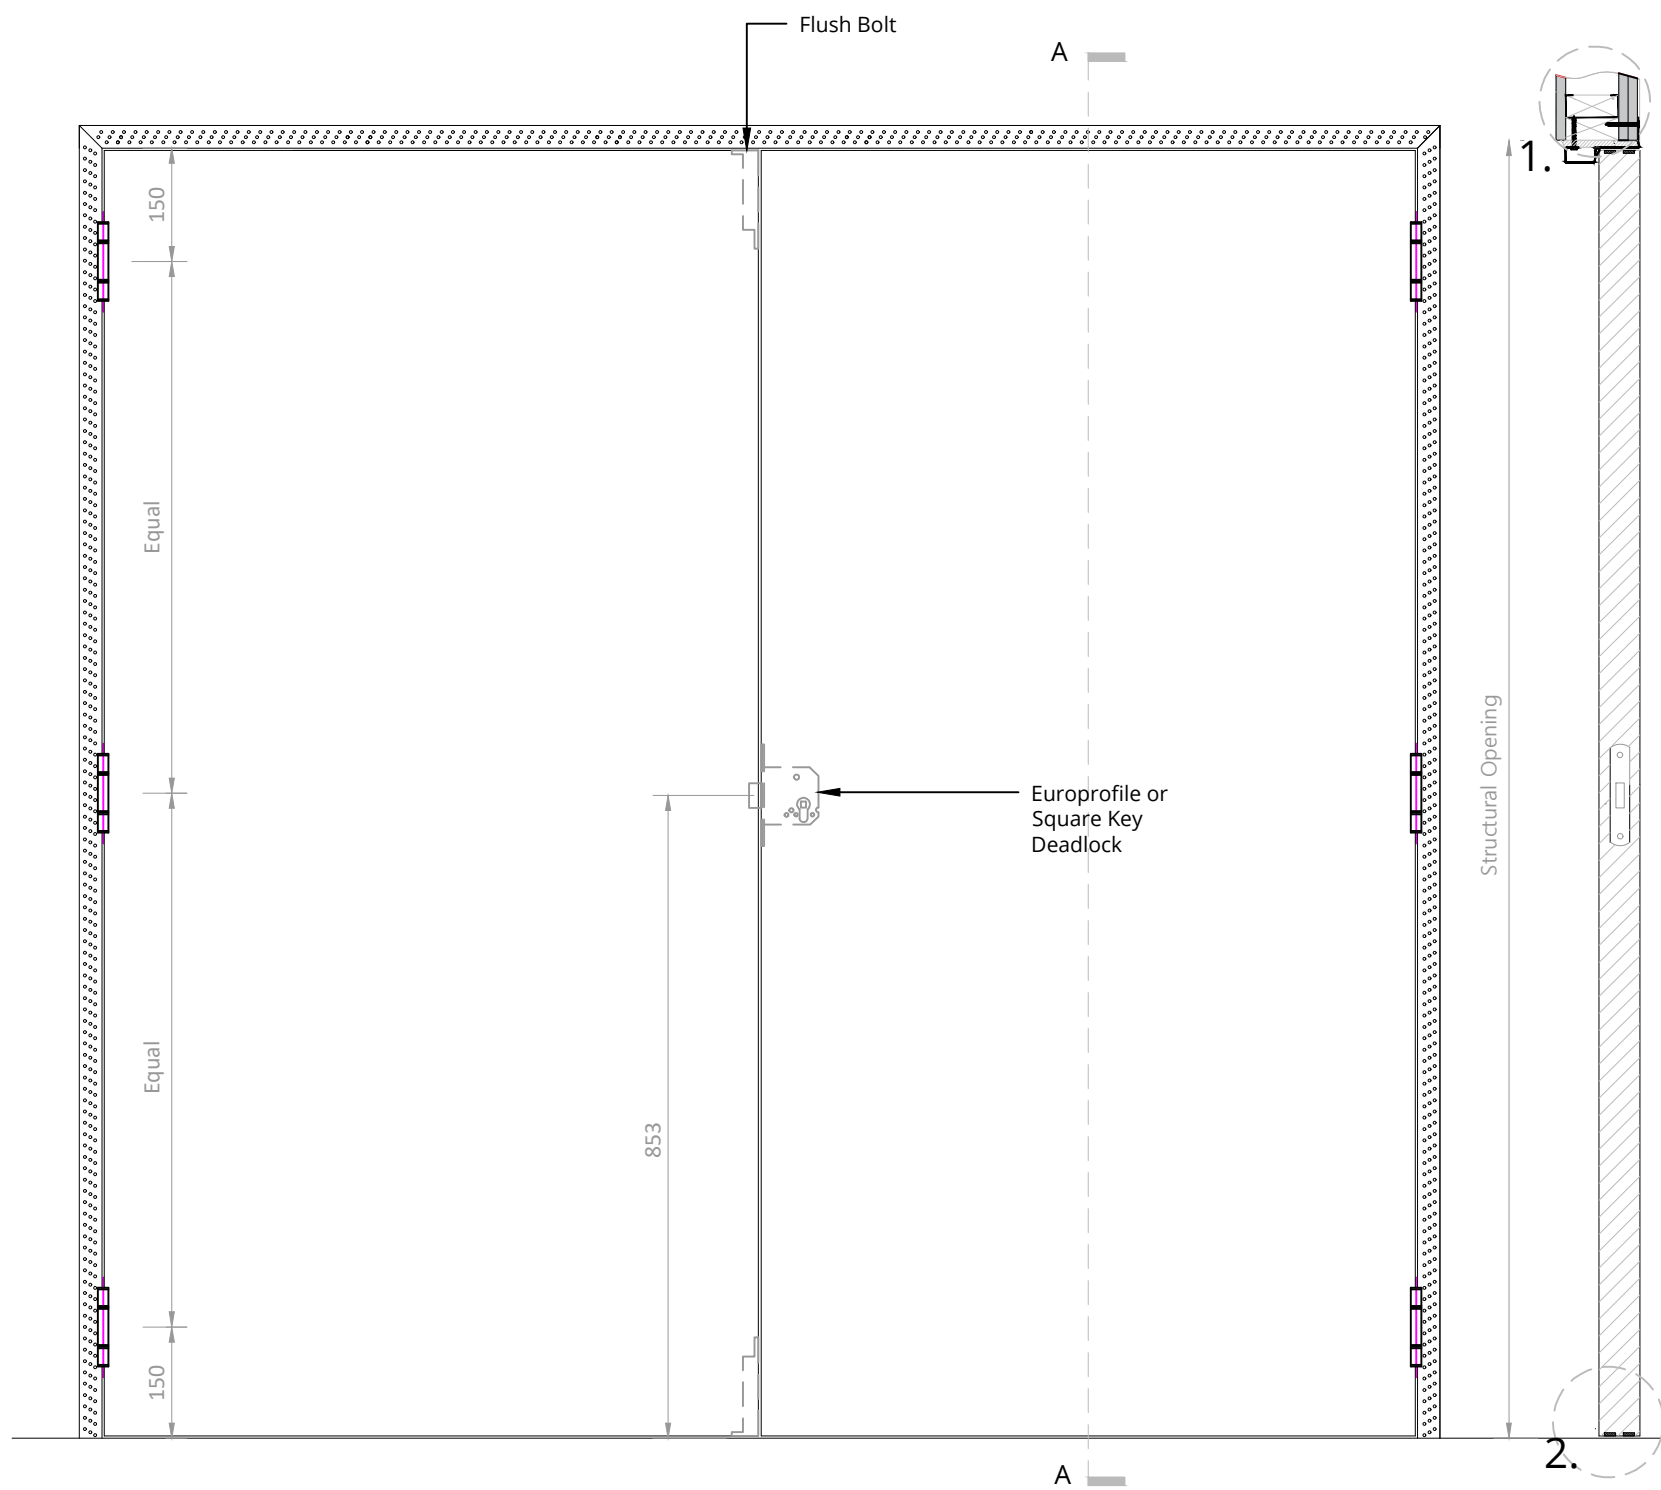 Flush Bolt
A
1.
150
Equal
Structural Opening
Europrofile or
Square Key
Deadlock
Equal
853
150
2.
A